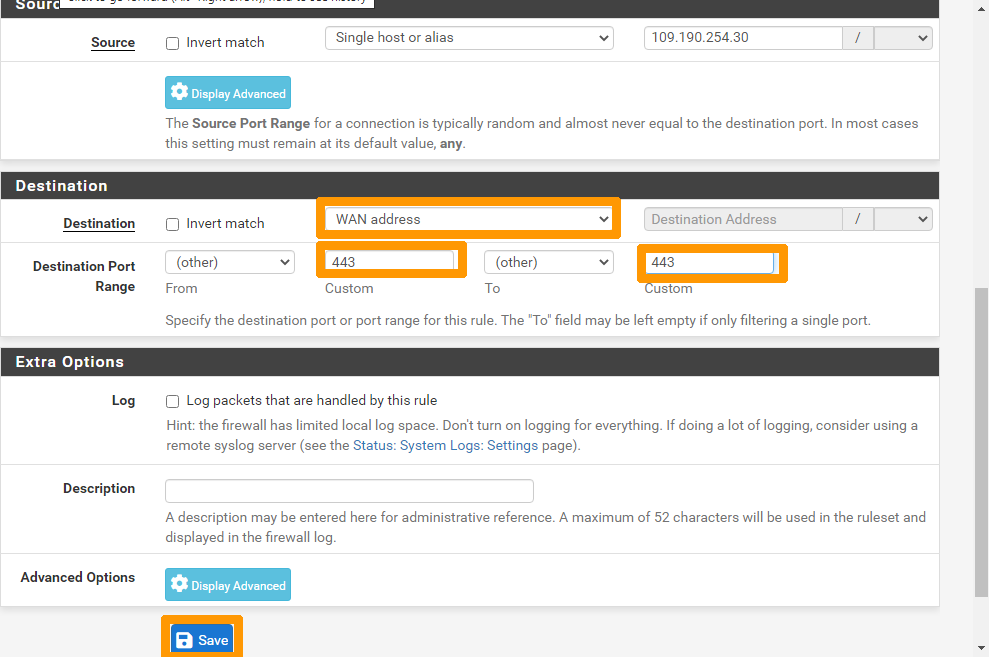 Source Invert match Single host or alias 109.190.254.30 /
Display Advanced
The Source Port Range for a connection is typically random and almost never equal to the destination port. In most cases
this setting must remain at its default value, any.
Destination
Destination Invert match WAN address Destination Address /
Destination Port
Range
(other) 443 (other) 443
From Custom To Custom
Specify the destination port or port range for this rule. The "To" field may be left empty if only filtering a single port.
Extra Options
Log Log packets that are handled by this rule
Hint: the firewall has limited local log space. Don't turn on logging for everything. If doing a lot of logging, consider using a
remote syslog server (see the Status: System Logs: Settings page).
Description
A description may be entered here for administrative reference. A maximum of 52 characters will be used in the ruleset and
displayed in the firewall log.
Advanced Options Display Advanced
Save